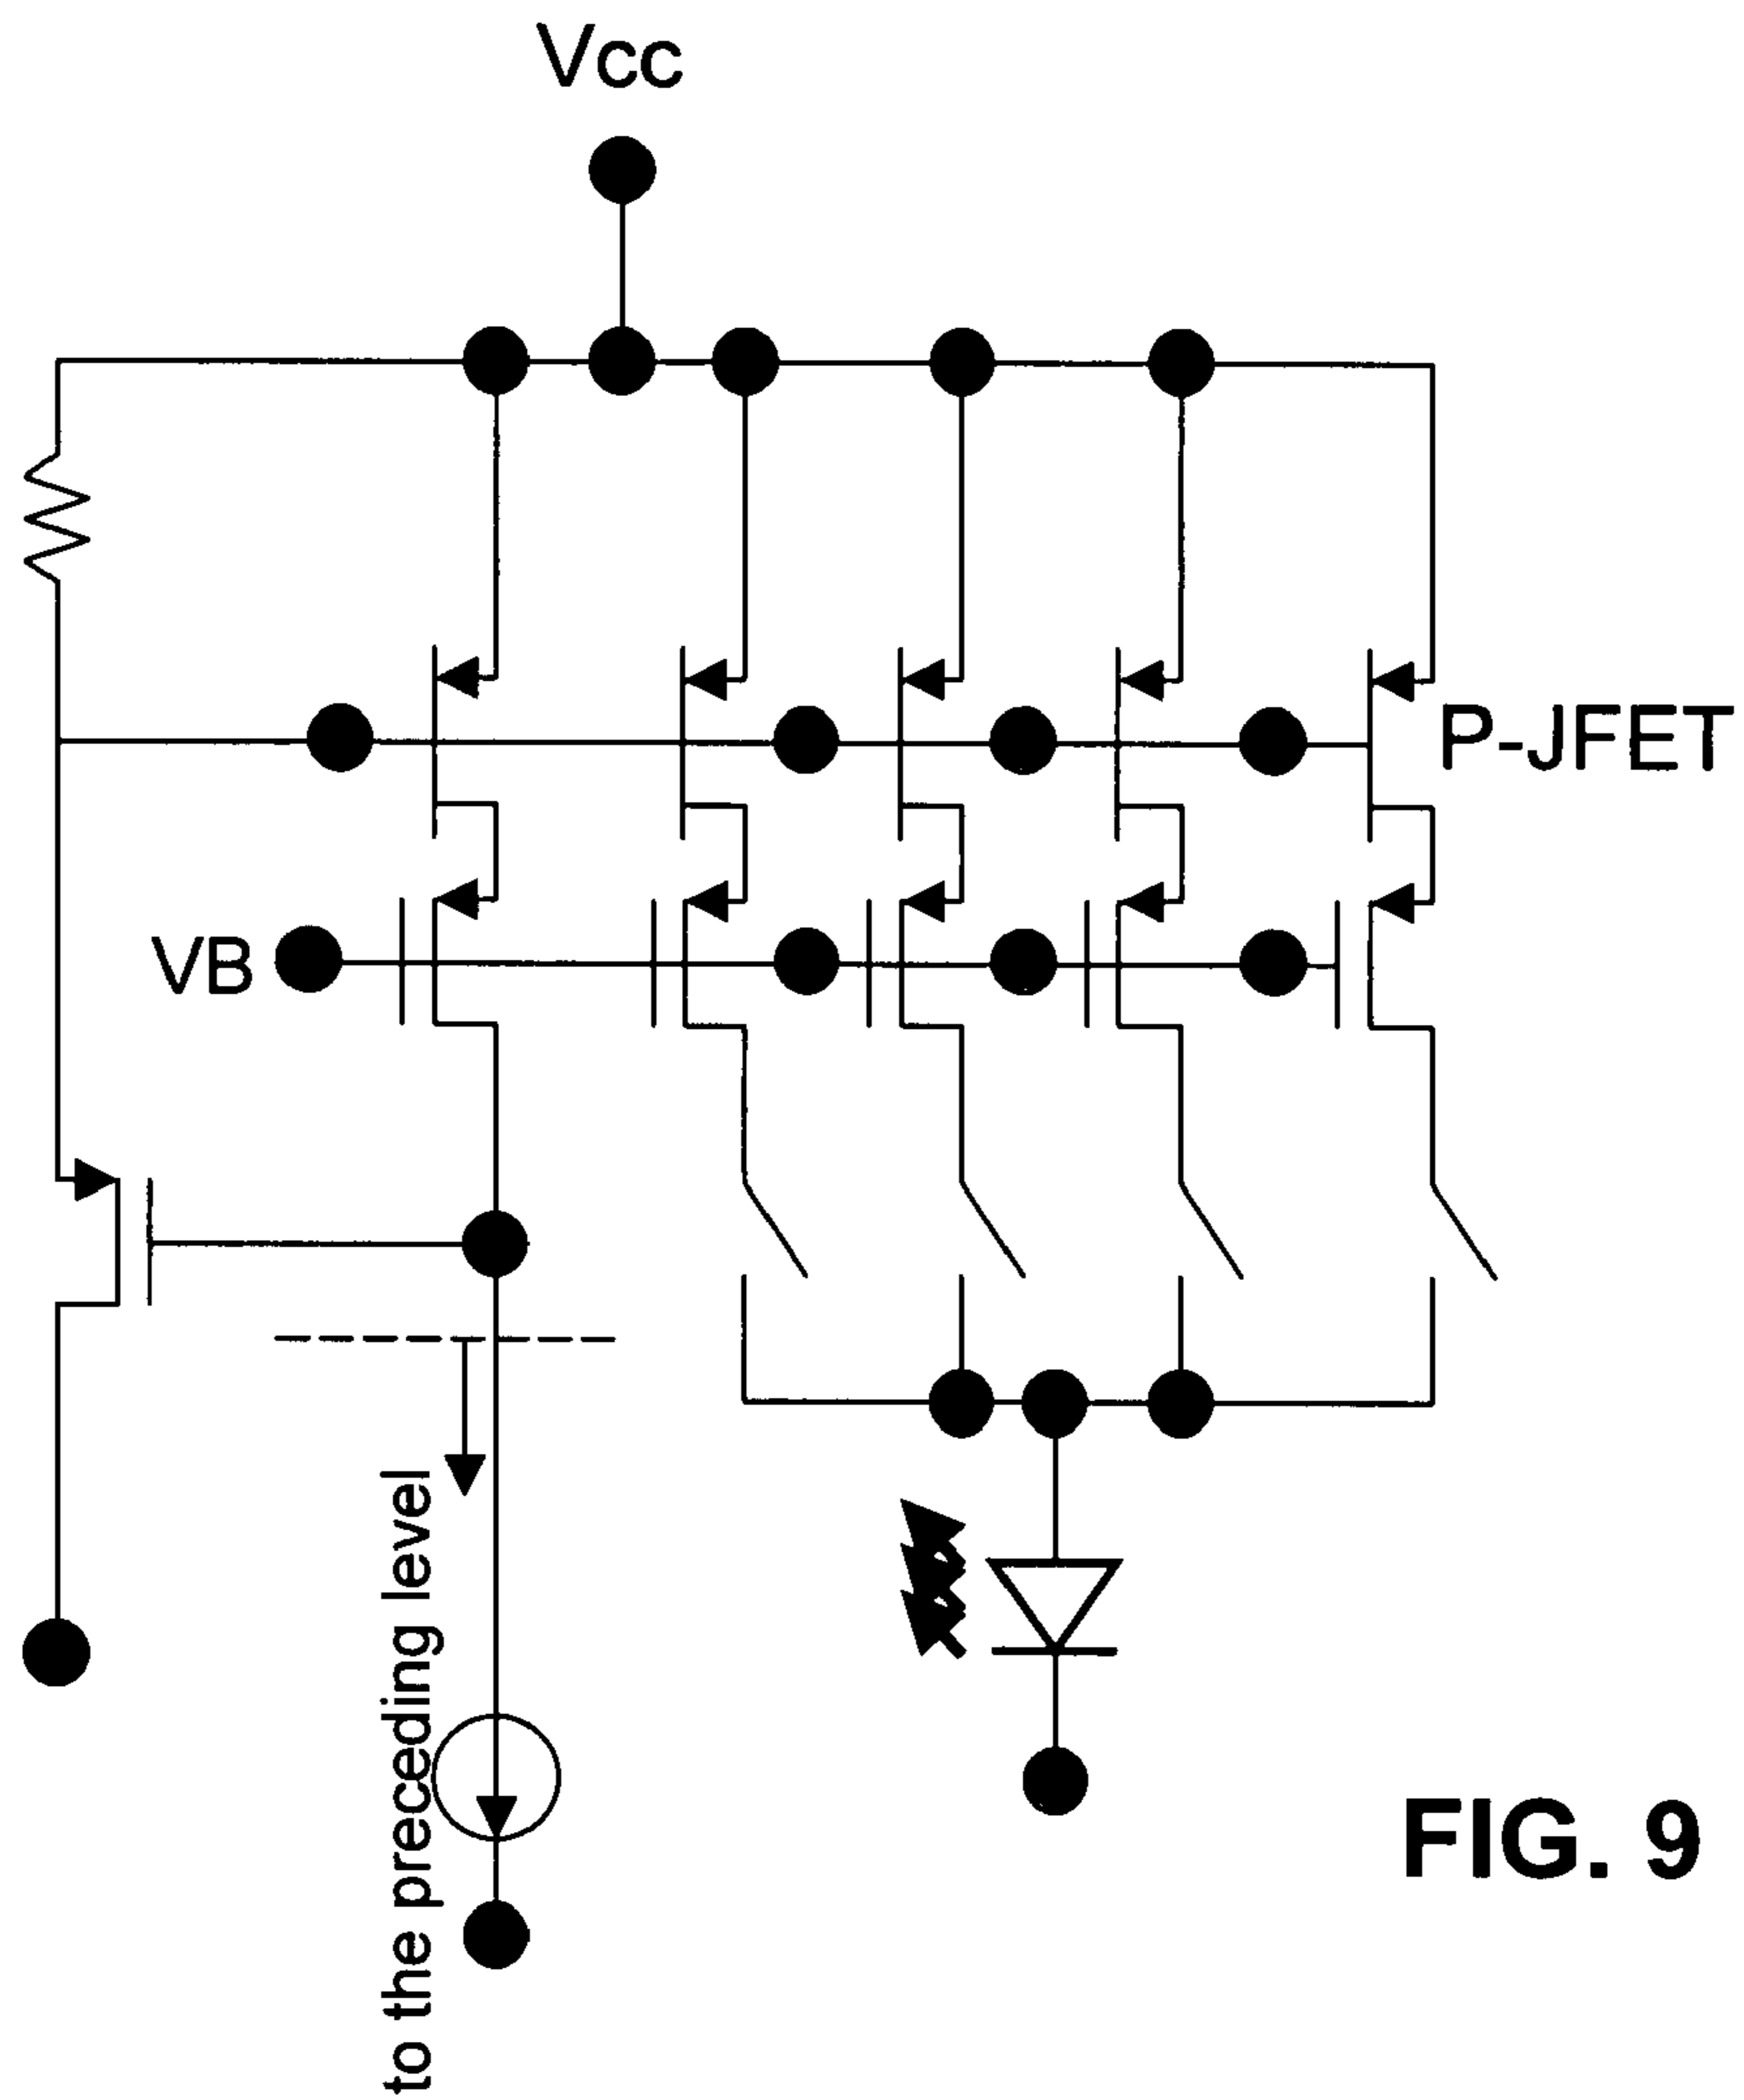 Vcc
P-JFET
VB
to the preceding level
FIG. 9